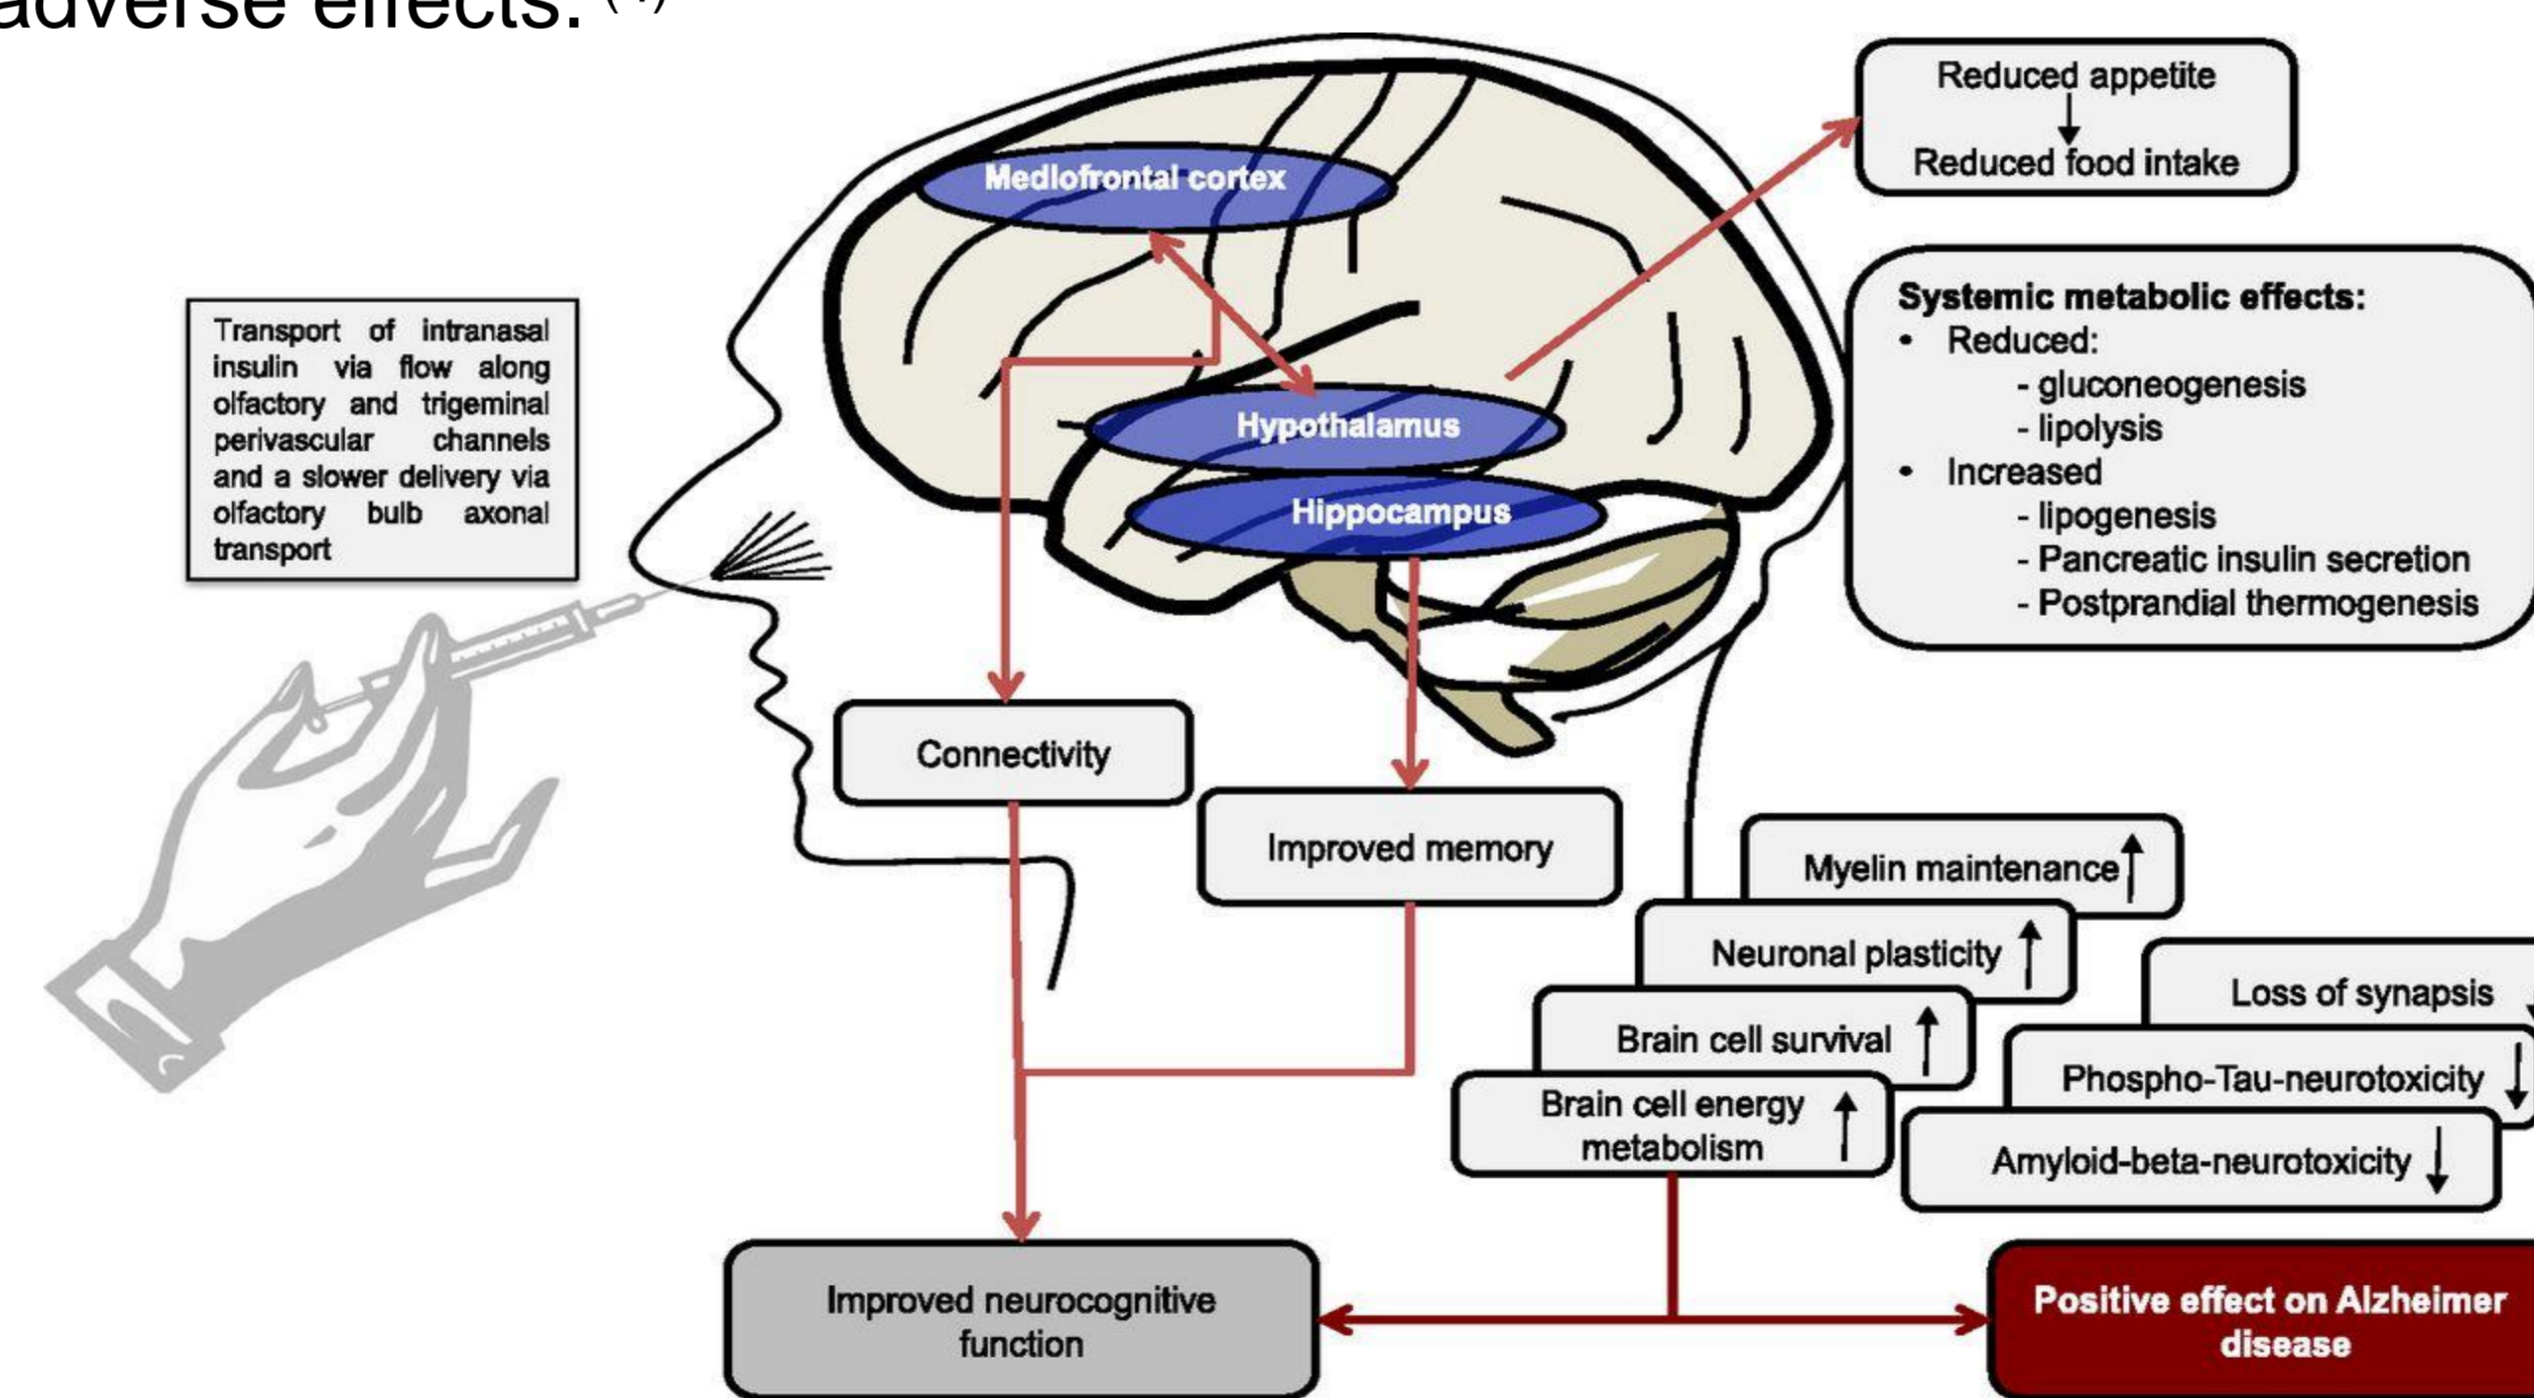 adverse effects. (4)
Reduced appetite
Reduced food intake
Mediofrontal cortex
Transport of intranasal
insulin via flow along
olfactory and trigeminal
perivascular channels
and a slower delivery via
olfactory bulb axonal
transport
Systemic metabolic effects:
• Reduced:
- gluconeogenesis
- lipolysis
• Increased
- lipogenesis
- Pancreatic insulin secretion
- Postprandial thermogenesis
Hypothalamus
Hippocampus
Connectivity
Improved memory
Myelin maintenance
Neuronal plasticity
Brain cell survival
Brain cell energy
metabolism
Loss of synapsis
Phospho-Tau-neurotoxicity
Amyloid-beta-neurotoxicity
Improved neurocognitive
function
Positive effect on Alzheimer
disease